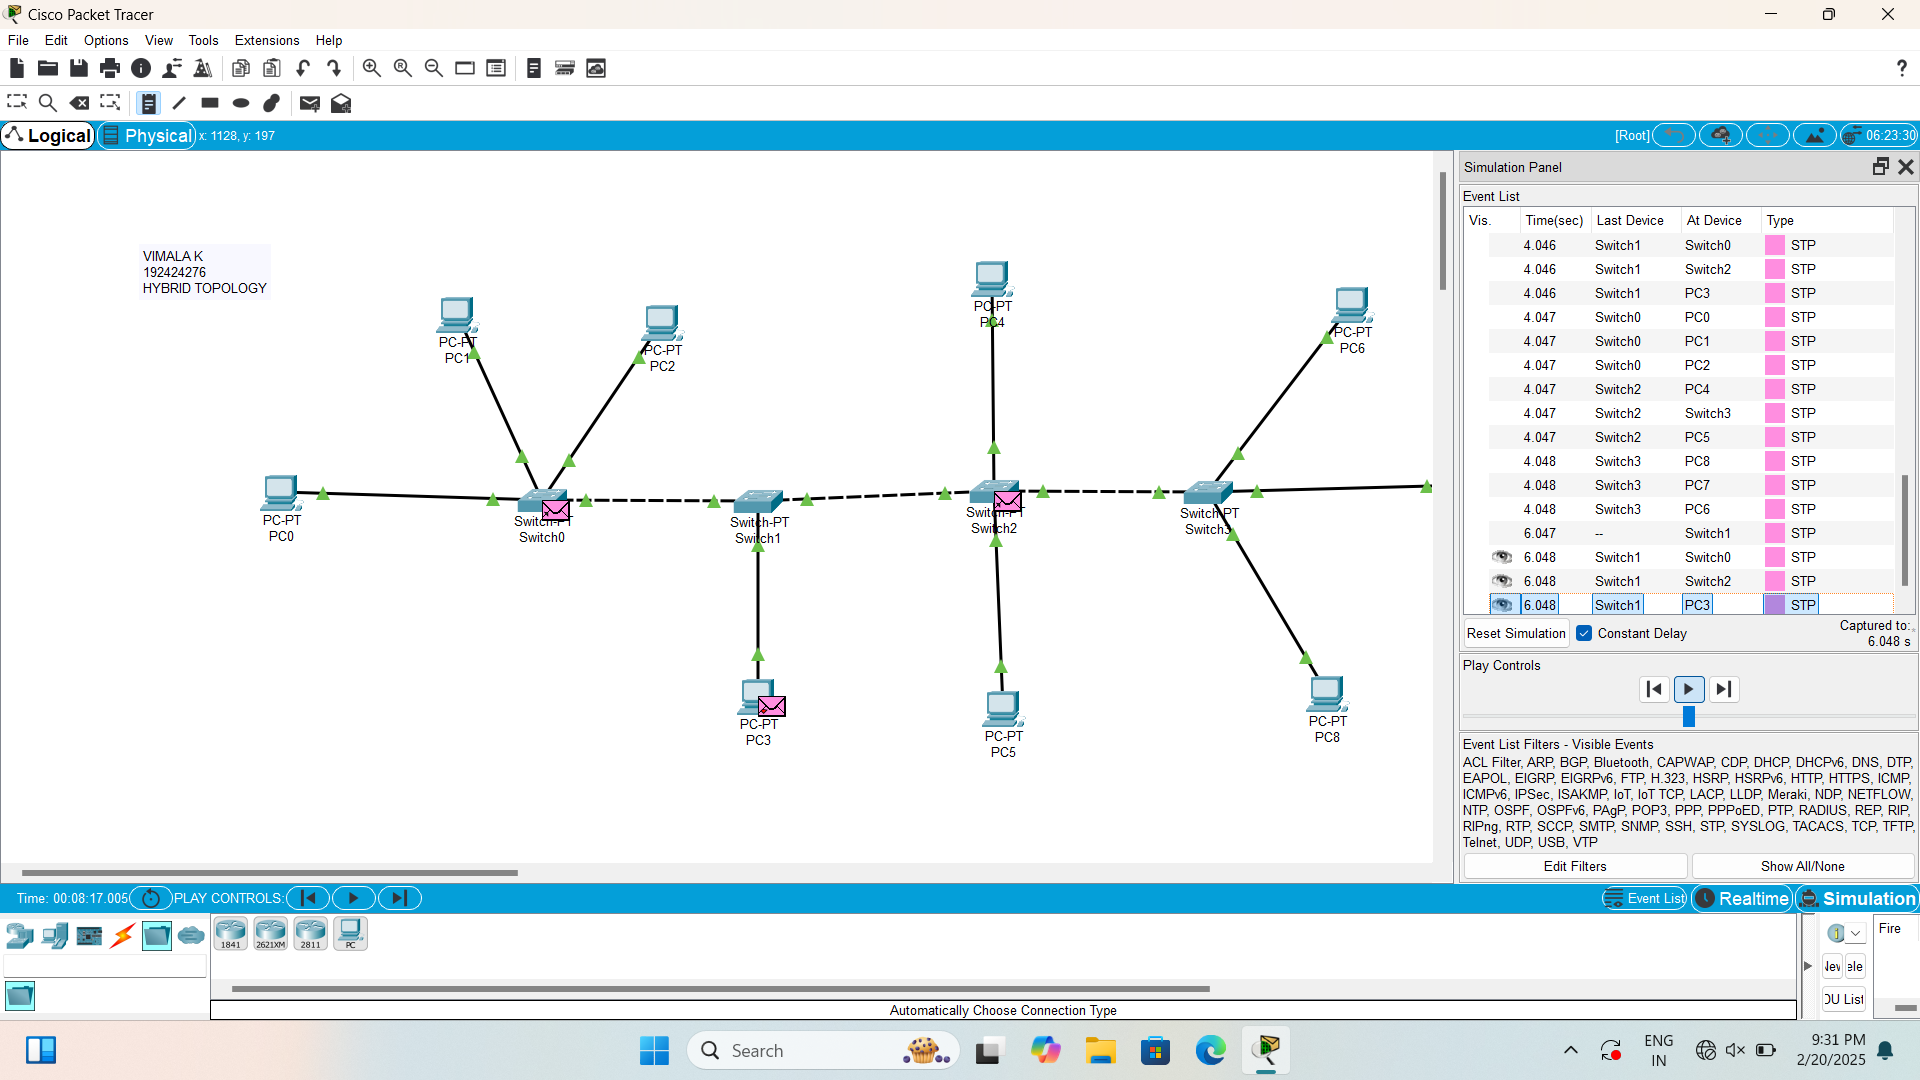 Cisco Packet Tracer
File Edit Options View Tools Extensions Help
?
Logical Physical x: 1128, y: 197 [Root] 06:23:30
Simulation Panel
Event List
Vis. Time(sec) Last Device At Device Type
4.046 Switch1 Switch0 STP
4.046 Switch1 Switch2 STP
4.046 Switch1 PC3 STP
4.047 Switch0 PC0 STP
4.047 Switch0 PC1 STP
4.047 Switch0 PC2 STP
4.047 Switch2 PC4 STP
4.047 Switch2 Switch3 STP
4.047 Switch2 PC5 STP
4.048 Switch3 PC8 STP
4.048 Switch3 PC7 STP
4.048 Switch3 PC6 STP
6.047 -- Switch1 STP
6.048 Switch1 Switch0 STP
6.048 Switch1 Switch2 STP
6.048 Switch1 PC3 STP
Reset Simulation Constant Delay Captured to:
6.048 s
Play Controls
Event List Filters - Visible Events
ACL Filter, ARP, BGP, Bluetooth, CAPWAP, CDP, DHCP, DHCPv6, DNS, DTP,
EAPOL, EIGRP, EIGRPv6, FTP, H.323, HSRP, HSRPv6, HTTP, HTTPS, ICMP,
ICMPv6, IPSec, ISAKMP, IoT, IoT TCP, LACP, LLDP, Meraki, NDP, NETFLOW,
NTP, OSPF, OSPFv6, PAgP, POP3, PPP, PPPoED, PTP, RADIUS, REP, RIP,
RIPng, RTP, SCCP, SMTP, SNMP, SSH, STP, SYSLOG, TACACS, TCP, TFTP,
Telnet, UDP, USB, VTP
Edit Filters Show All/None
VIMALA K
192424276
HYBRID TOPOLOGY
PC-PT
PC1
PC-PT
PC2
PC-PT
PC4
PC-PT
PC6
PC-PT
PC0
Switch-PT
Switch0
Switch-PT
Switch1
Switch-PT
Switch2
Switch-PT
Switch3
PC-PT
PC3
PC-PT
PC5
PC-PT
PC8
Time: 00:08:17.005 PLAY CONTROLS: Event List Realtime Simulation
1841 2621XM 2811 PC
1 Fire
Automatically Choose Connection Type
Search
ENG
IN
9:31 PM
2/20/2025